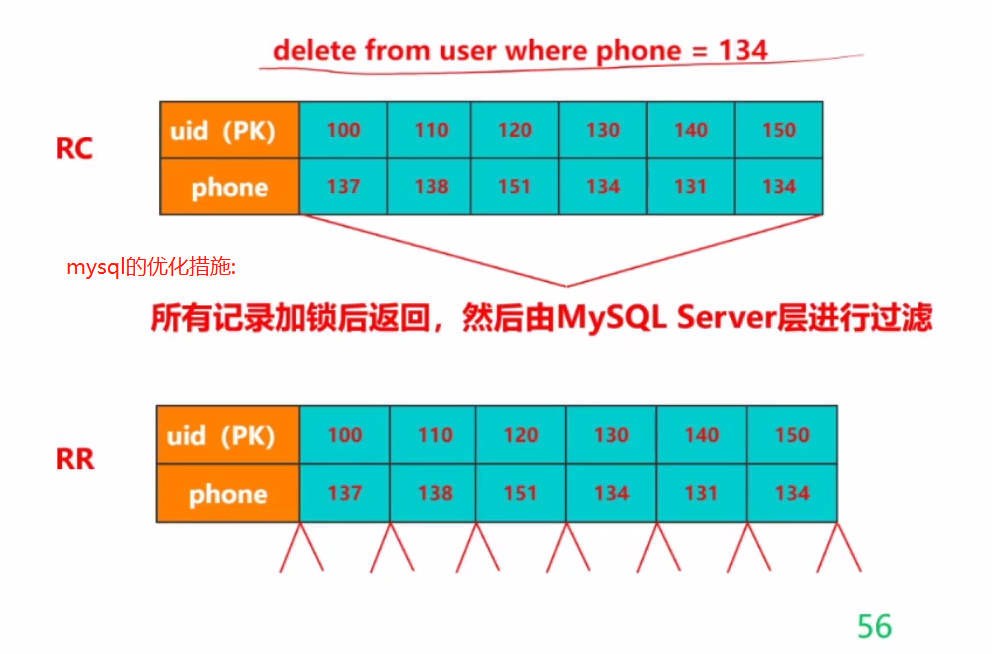 delete from user where phone = 134
RC
uid（PK） 100 110 120 130 140 150
phone 137 138 151 134 131 134
mysql的优化措施:
所有记录加锁后返回，然后由MySQL Server层进行过滤
RR
uid（PK） 100 110 120 130 140 150
phone 137 138 151 134 131 134
56